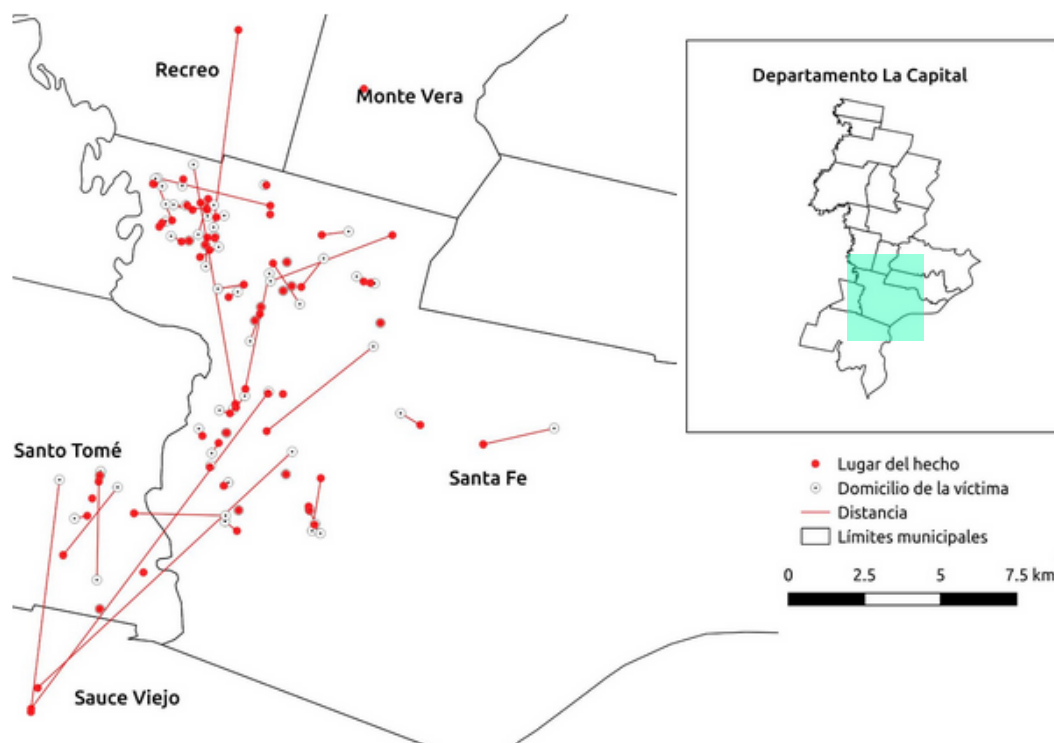 Recreo
Monte Vera
Departamento La Capital
Santo Tomé
Santa Fe
Sauce Viejo
Lugar del hecho
Domicilio de la víctima
Distancia
Límites municipales
0 2.5 5 7.5 km